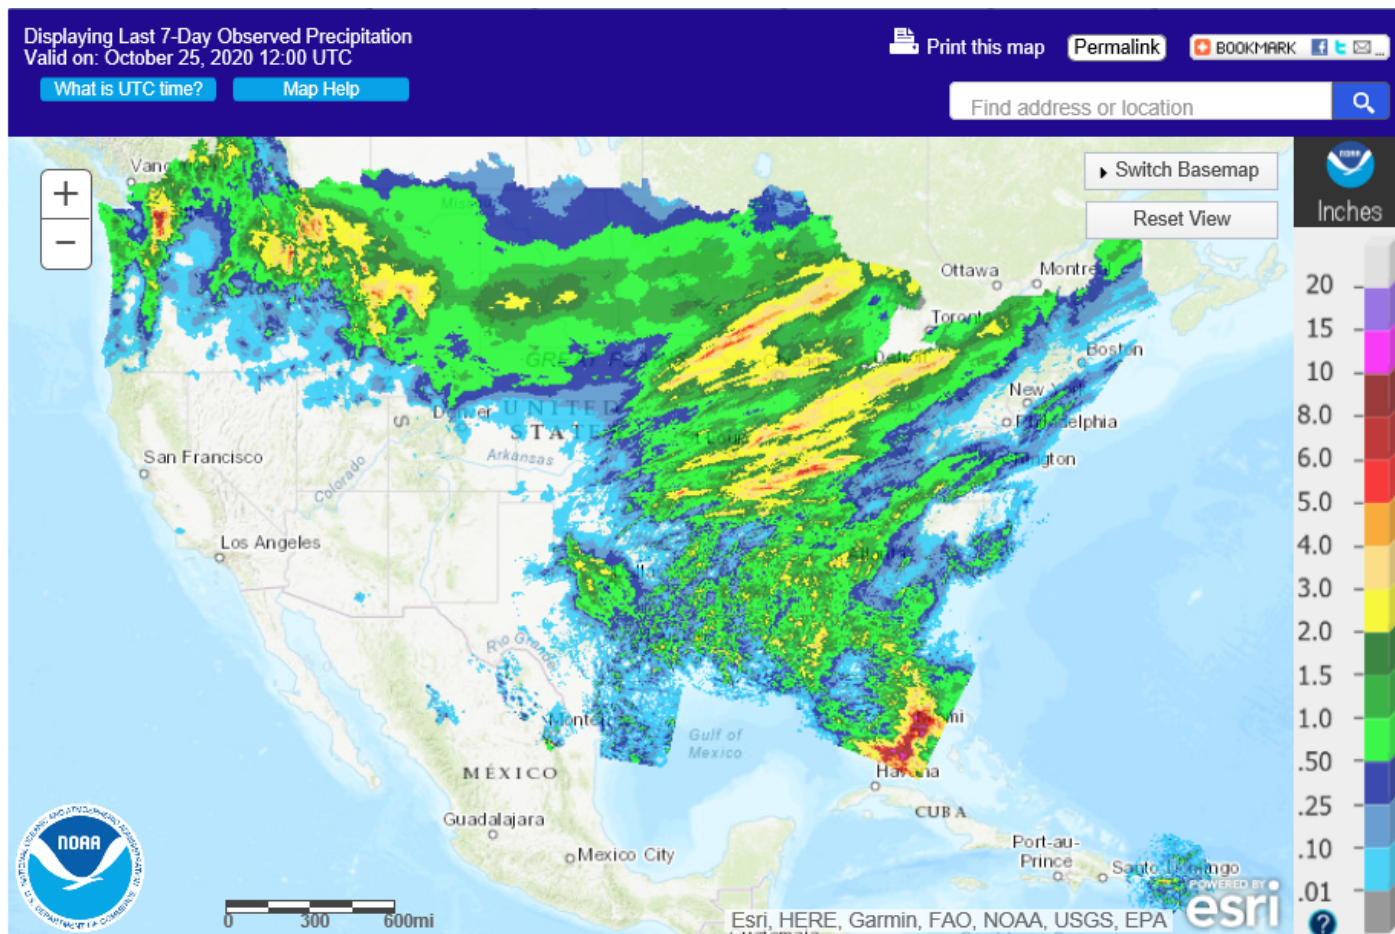 Displaying Last 7-Day Observed Precipitation
Valid on: October 25, 2020 12:00 UTC
What is UTC time?
Map Help
Print this map
Permalink
BOOKMARK
Find address or location
Switch Basemap
Reset View
Inches
20
15
10
8.0
6.0
5.0
4.0
3.0
2.0
1.5
1.0
.50
.25
.10
.01
+
−
Ottawa
Toronto
Boston
New York
Philadelphia
Denver
UNITED
Arkansas
San Francisco
Colorado
Los Angeles
Rio Grande
Gulf of
Mexico
MÉXICO
Havana
CUBA
Guadalajara
Mexico City
Port-au-
Prince
Santo Domingo
NOAA
0 300 600mi
Esri, HERE, Garmin, FAO, NOAA, USGS, EPA
POWERED BY
esri
?